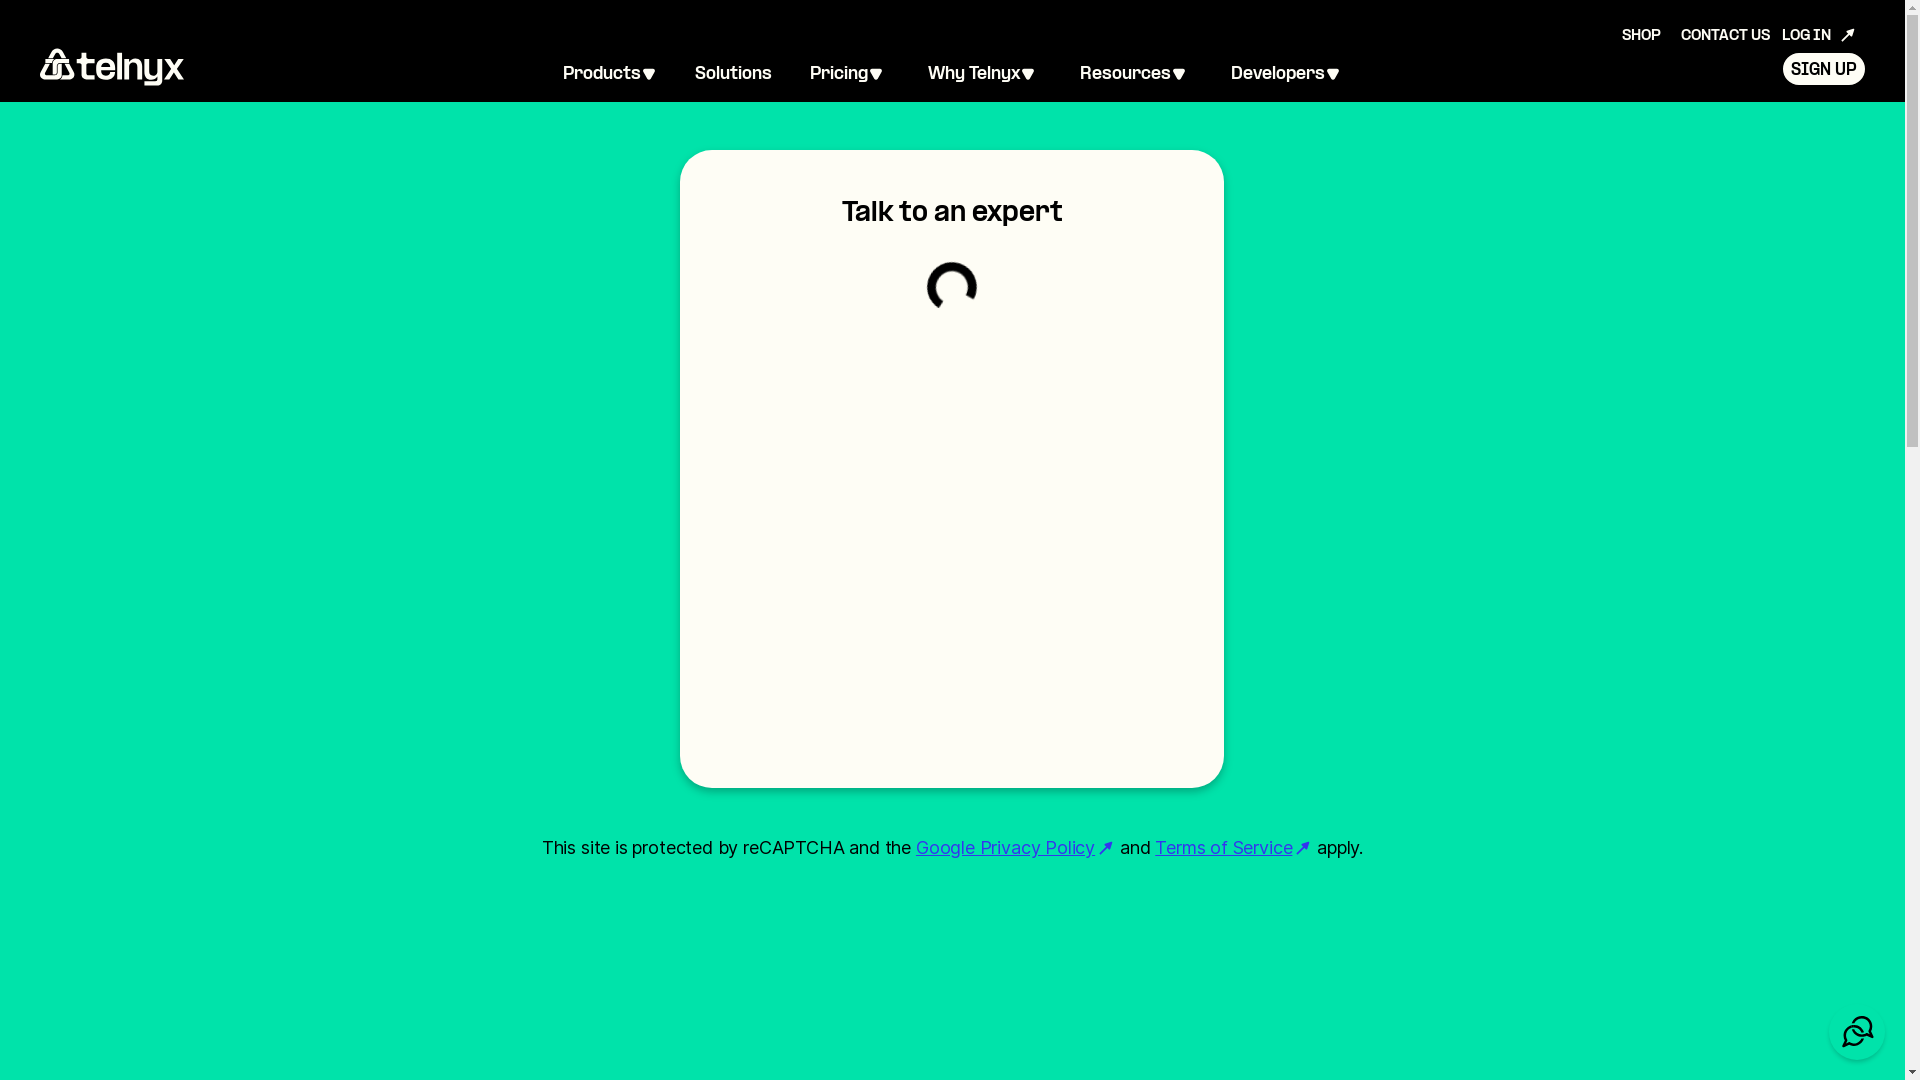 SHOP CONTACT US LOG IN
telnyx Products Solutions Pricing Why Telnyx Resources Developers SIGN UP
Talk to an expert
This site is protected by reCAPTCHA and the Google Privacy Policy and Terms of Service apply.